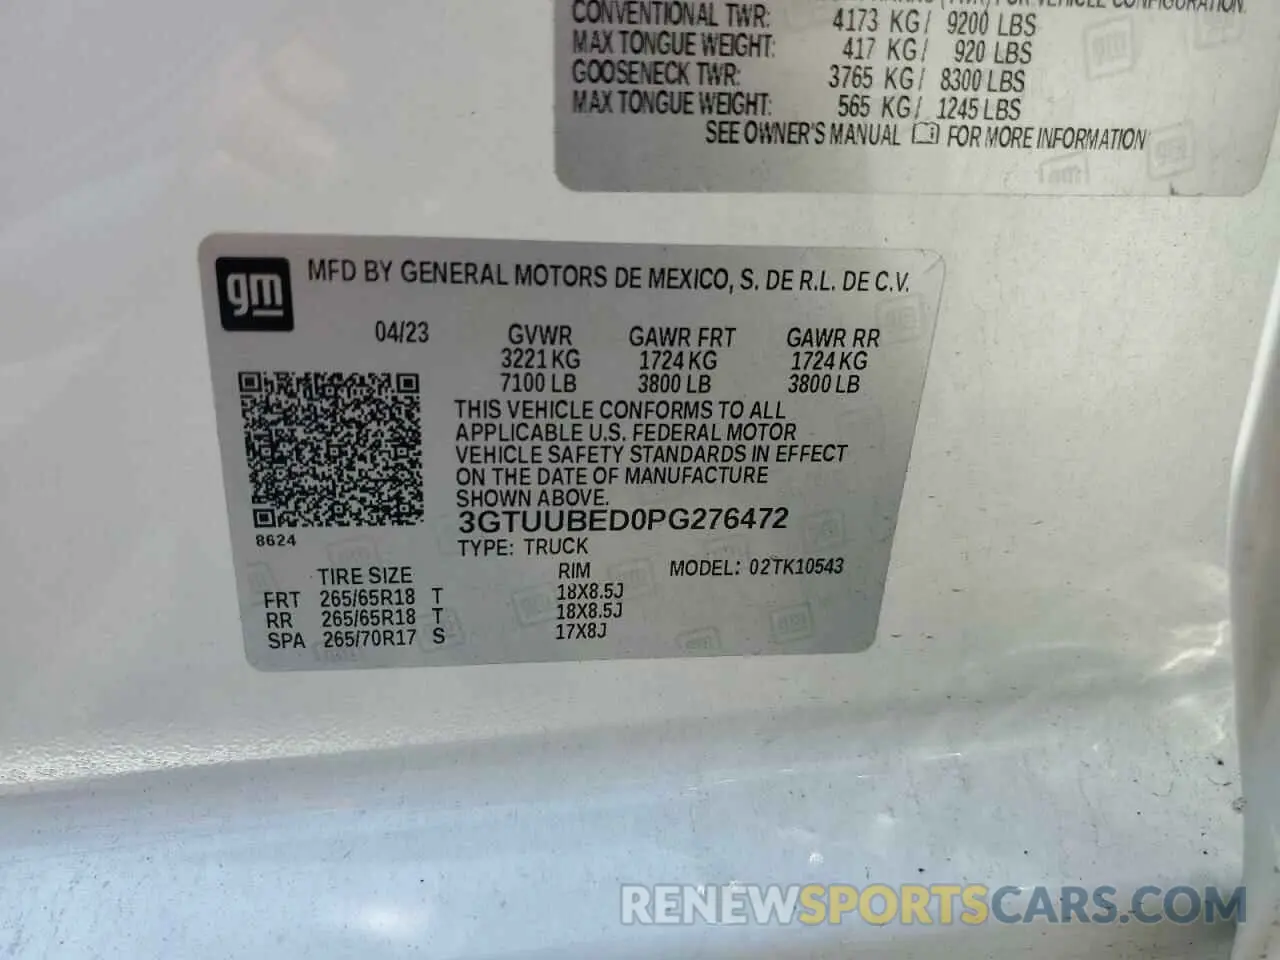 FOR VEHICLE CONFIGURATION.
CONVENTIONAL TWR: 4173 KG/ 9200 LBS
MAX TONGUE WEIGHT: 417 KG/ 920 LBS
GOOSENECK TWR: 3765 KG/ 8300 LBS
MAX TONGUE WEIGHT: 565 KG/ 1245 LBS
SEE OWNER'S MANUAL FOR MORE INFORMATION
gm MFD BY GENERAL MOTORS DE MEXICO, S. DE R.L. DE C.V.
04/23 GVWR GAWR FRT GAWR RR
3221 KG 1724 KG 1724 KG
7100 LB 3800 LB 3800 LB
THIS VEHICLE CONFORMS TO ALL
APPLICABLE U.S. FEDERAL MOTOR
VEHICLE SAFETY STANDARDS IN EFFECT
ON THE DATE OF MANUFACTURE
SHOWN ABOVE.
3GTUUBED0PG276472
8624
TYPE: TRUCK
TIRE SIZE RIM MODEL: 02TK10543
FRT 265/65R18 T 18X8.5J
RR 265/65R18 T 18X8.5J
SPA 265/70R17 S 17X8J
RENEWSPORTSCARS.COM